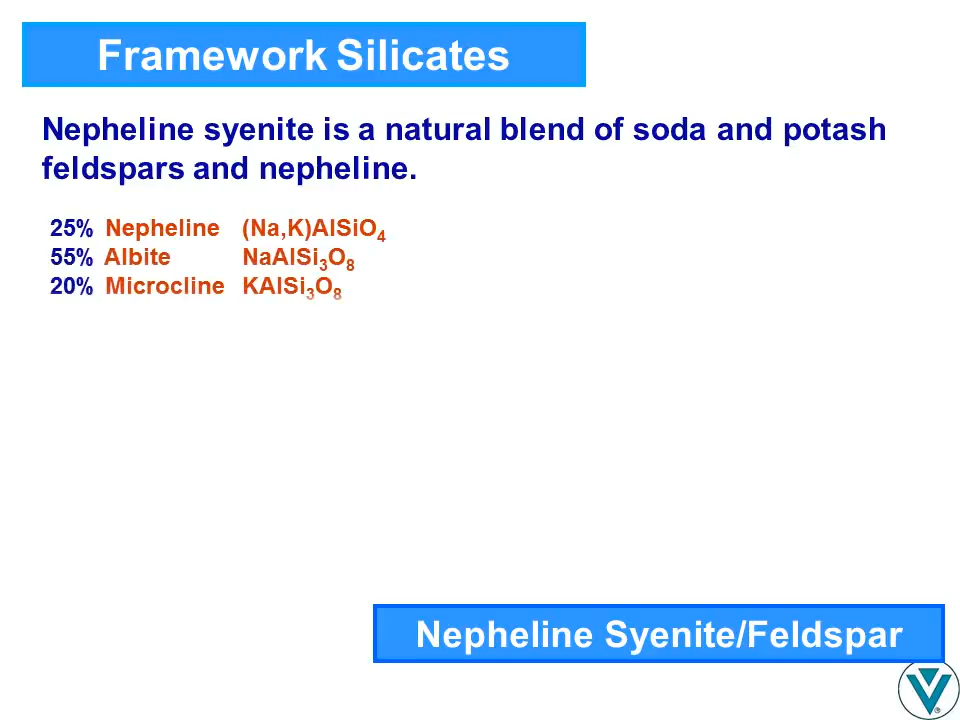 Framework Silicates
Nepheline syenite is a natural blend of soda and potash
feldspars and nepheline.
25% Nepheline (Na,K)AlSiO₄
55% Albite NaAlSi₃O₈
20% Microcline KAlSi₃O₈
Nepheline Syenite/Feldspar
®